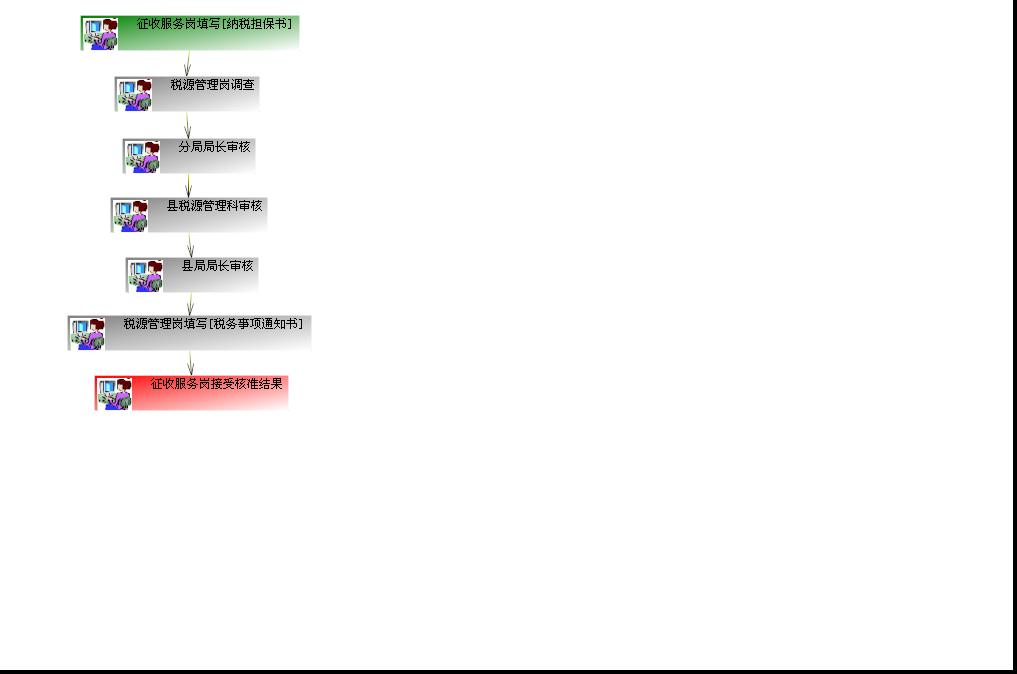 征收服务岗填写[纳税担保书]
税源管理岗调查
分局局长审核
县税源管理科审核
县局局长审核
税源管理岗填写[税务事项通知书]
征收服务岗接受核准结果